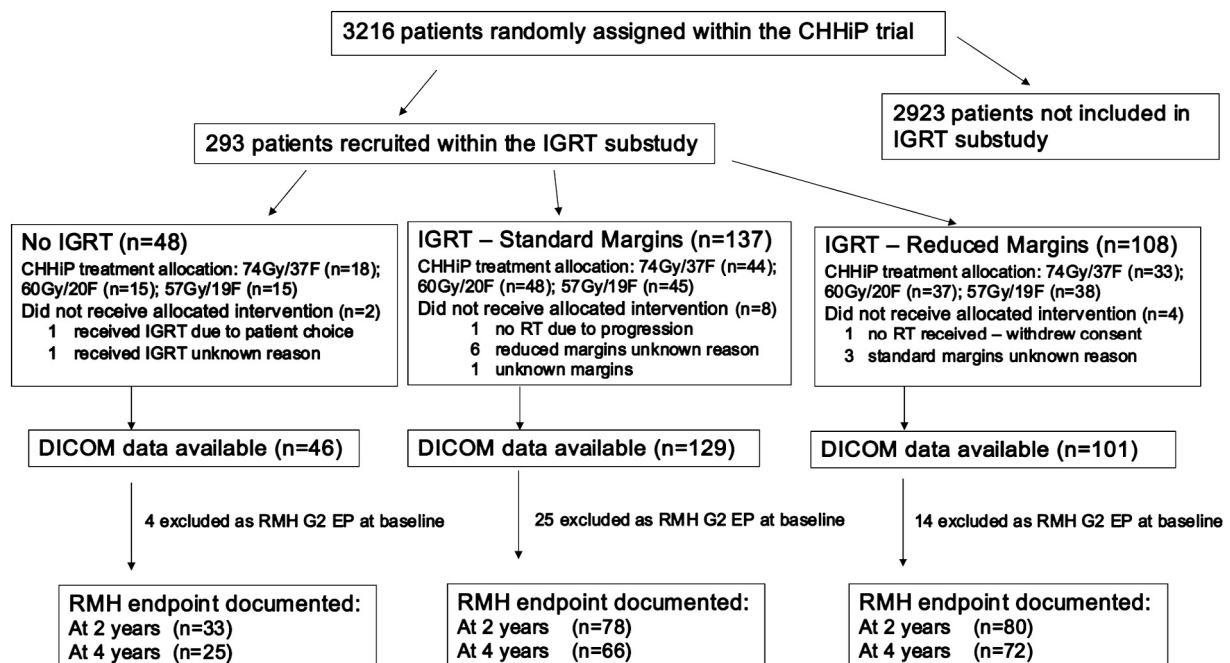 3216 patients randomly assigned within the CHHiP trial
2923 patients not included in
IGRT substudy
293 patients recruited within the IGRT substudy
No IGRT (n=48)
CHHiP treatment allocation: 74Gy/37F (n=18);
60Gy/20F (n=15); 57Gy/19F (n=15)
Did not receive allocated intervention (n=2)
1 received IGRT due to patient choice
1 received IGRT unknown reason
IGRT – Standard Margins (n=137)
CHHiP treatment allocation: 74Gy/37F (n=44);
60Gy/20F (n=48); 57Gy/19F (n=45)
Did not receive allocated intervention (n=8)
1 no RT due to progression
6 reduced margins unknown reason
1 unknown margins
IGRT – Reduced Margins (n=108)
CHHiP treatment allocation: 74Gy/37F (n=33);
60Gy/20F (n=37); 57Gy/19F (n=38)
Did not receive allocated intervention (n=4)
1 no RT received – withdrew consent
3 standard margins unknown reason
DICOM data available (n=46)
DICOM data available (n=129)
DICOM data available (n=101)
4 excluded as RMH G2 EP at baseline
25 excluded as RMH G2 EP at baseline
14 excluded as RMH G2 EP at baseline
RMH endpoint documented:
At 2 years (n=33)
At 4 years (n=25)
RMH endpoint documented:
At 2 years (n=78)
At 4 years (n=66)
RMH endpoint documented:
At 2 years (n=80)
At 4 years (n=72)